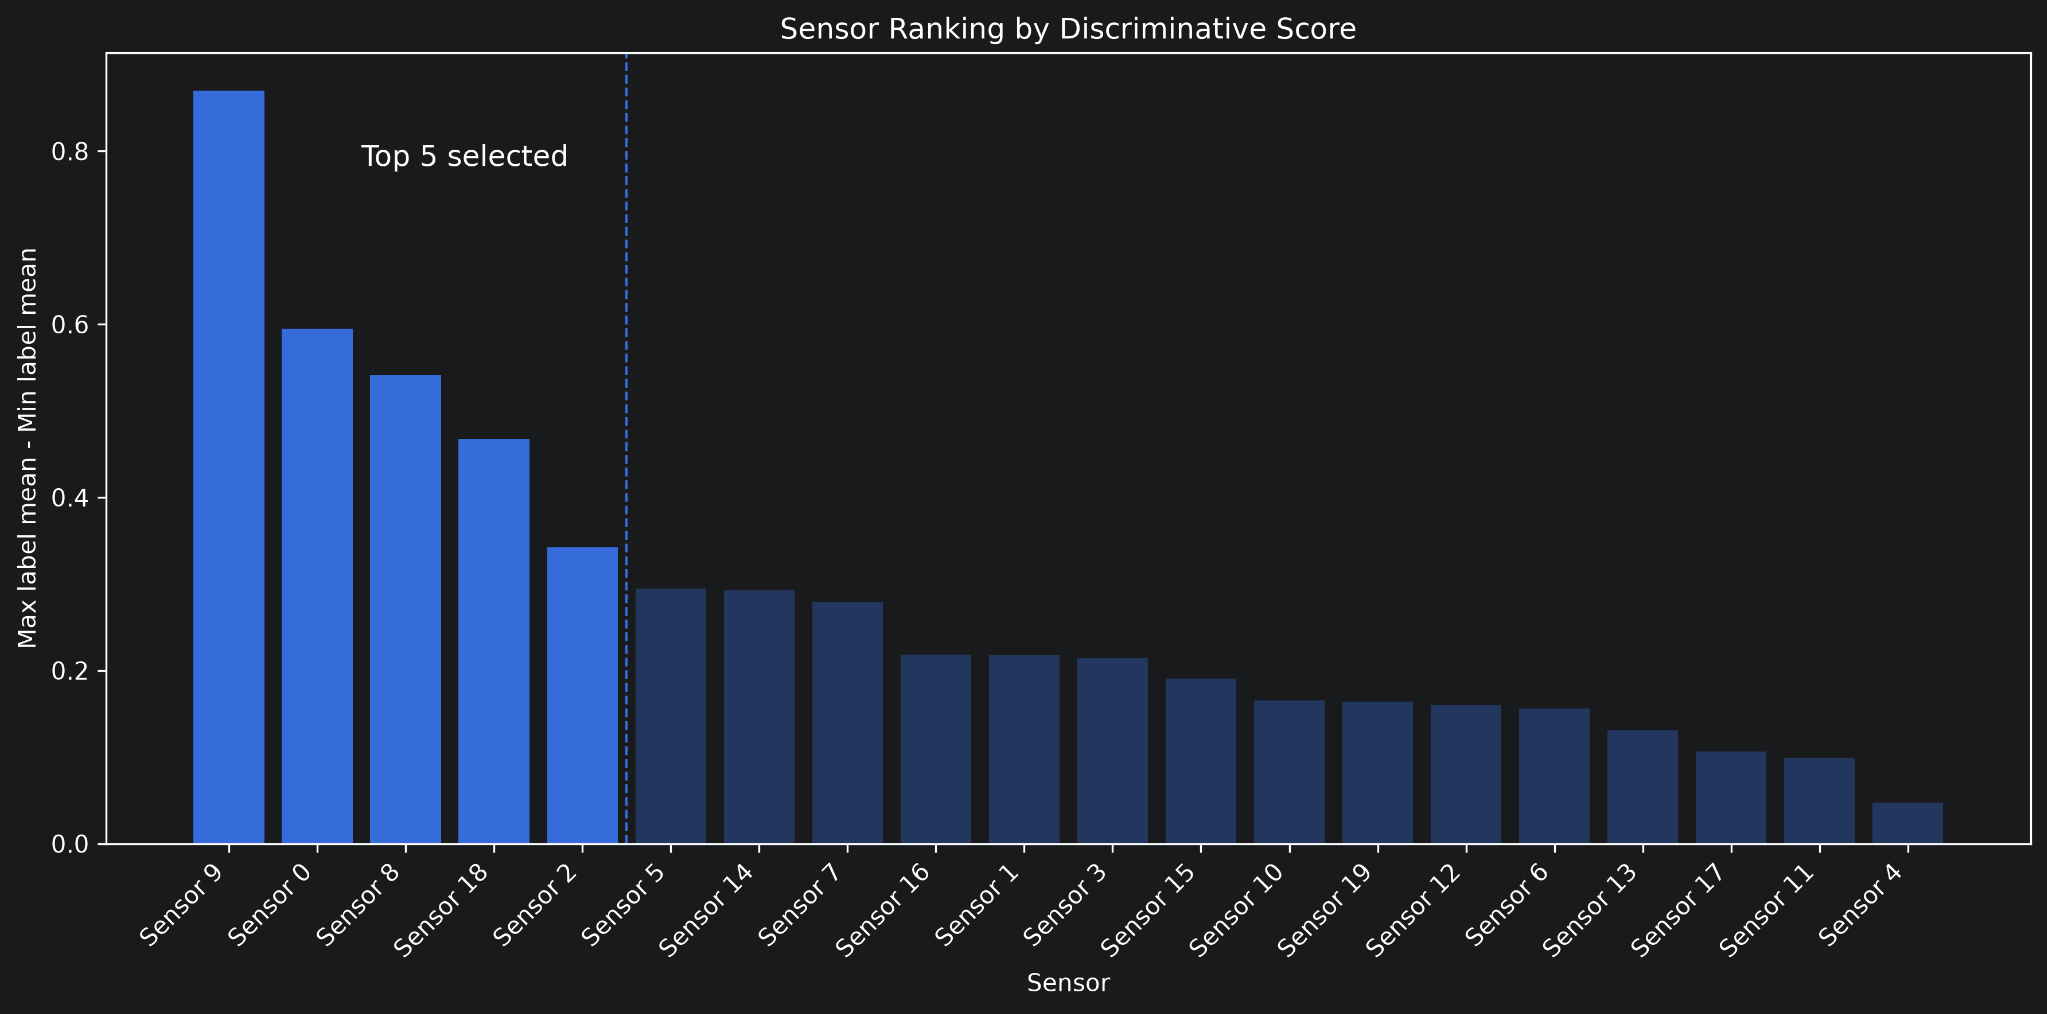 Sensor Ranking by Discriminative Score
Top 5 selected
Max label mean - Min label mean
0.8
0.6
0.4
0.2
0.0
Sensor 9
Sensor 0
Sensor 8
Sensor 18
Sensor 2
Sensor 5
Sensor 14
Sensor 7
Sensor 16
Sensor 1
Sensor 3
Sensor 15
Sensor 10
Sensor 19
Sensor 12
Sensor 6
Sensor 13
Sensor 17
Sensor 11
Sensor 4
Sensor